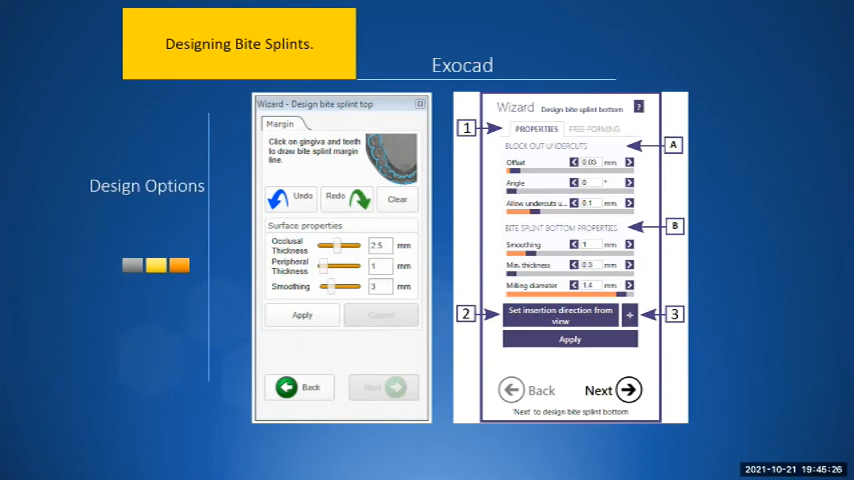 Designing Bite Splints.
Exocad
Design Options
Wizard - Design bite splint top
Margin
Click on gingiva and teeth
to draw bite splint margin
line.
Undo
Redo
Clear
Surface properties
Occlusal
Thickness
2.5 mm
Peripheral
Thickness
1 mm
Smoothing
3 mm
Apply
Cancel
Back
Next
Wizard Design bite splint bottom ?
1
PROPERTIES FREE-FORMING
BLOCK OUT UNDERCUTS
A
Offset 0.03 mm
Angle 0 °
Allow undercuts u... 0.1 mm
BITE SPLINT BOTTOM PROPERTIES
B
Smoothing 1 mm
Min. thickness 0.3 mm
Milling diameter 1.4 mm
2
Set insertion direction from
view
3
Apply
Back
Next
'Next' to design bite splint bottom
2021-10-21 19:45:26